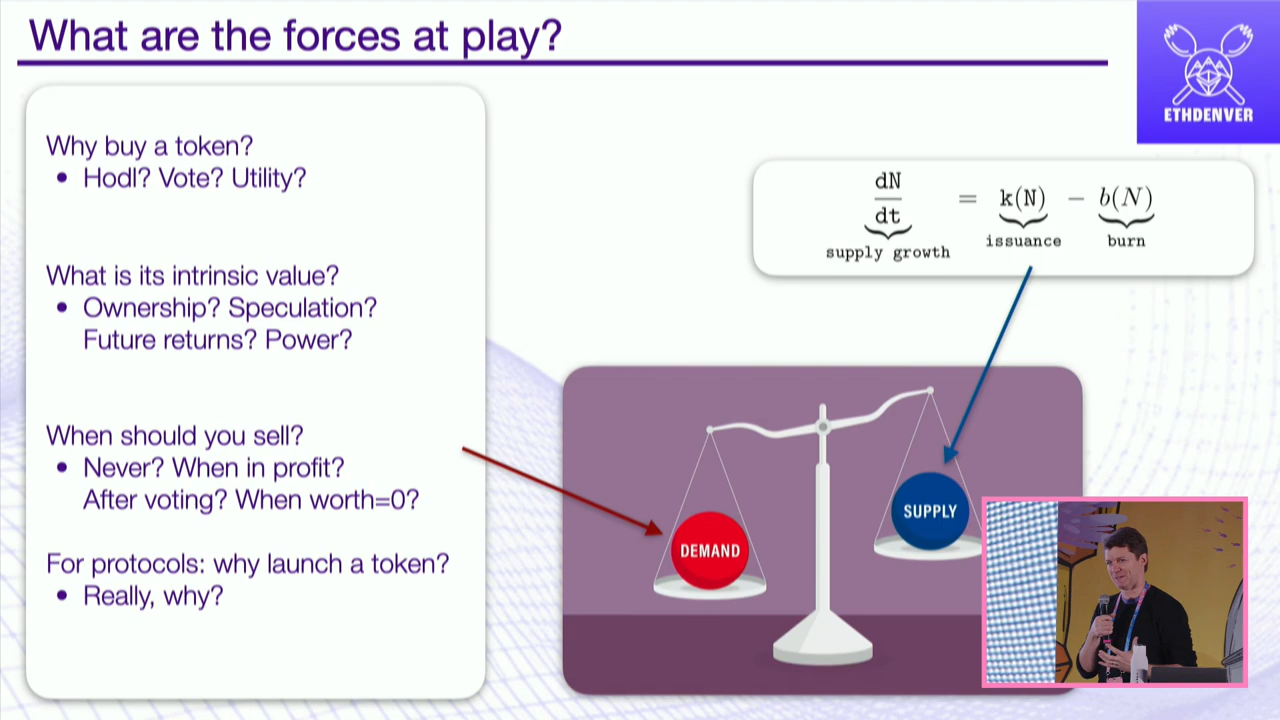 What are the forces at play?
ETHDENVER
Why buy a token?
• Hodl? Vote? Utility?
What is its intrinsic value?
• Ownership? Speculation?
Future returns? Power?
When should you sell?
• Never? When in profit?
After voting? When worth=0?
For protocols: why launch a token?
• Really, why?
dN
dt
= k(N) − b(N)
supply growth
issuance
burn
DEMAND
SUPPLY